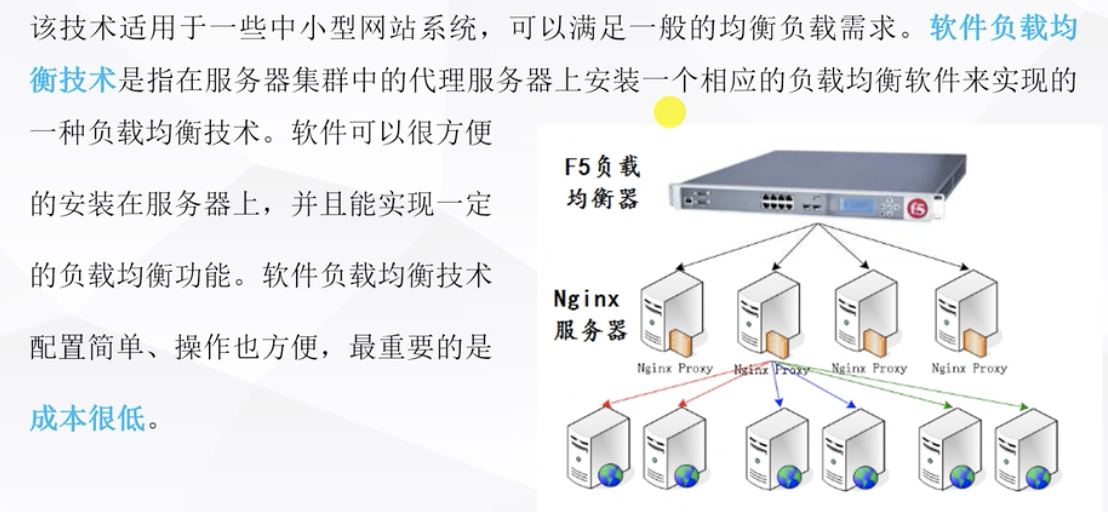 该技术适用于一些中小型网站系统，可以满足一般的均衡负载需求。软件负载均
衡技术是指在服务器集群中的代理服务器上安装一个相应的负载均衡软件来实现的
一种负载均衡技术。软件可以很方便
的安装在服务器上，并且能实现一定
的负载均衡功能。软件负载均衡技术
配置简单、操作也方便，最重要的是
成本很低。
F5负载
均衡器
f5
Nginx
服务器
Nginx Proxy
Nginx Proxy
Nginx Proxy
Nginx Proxy